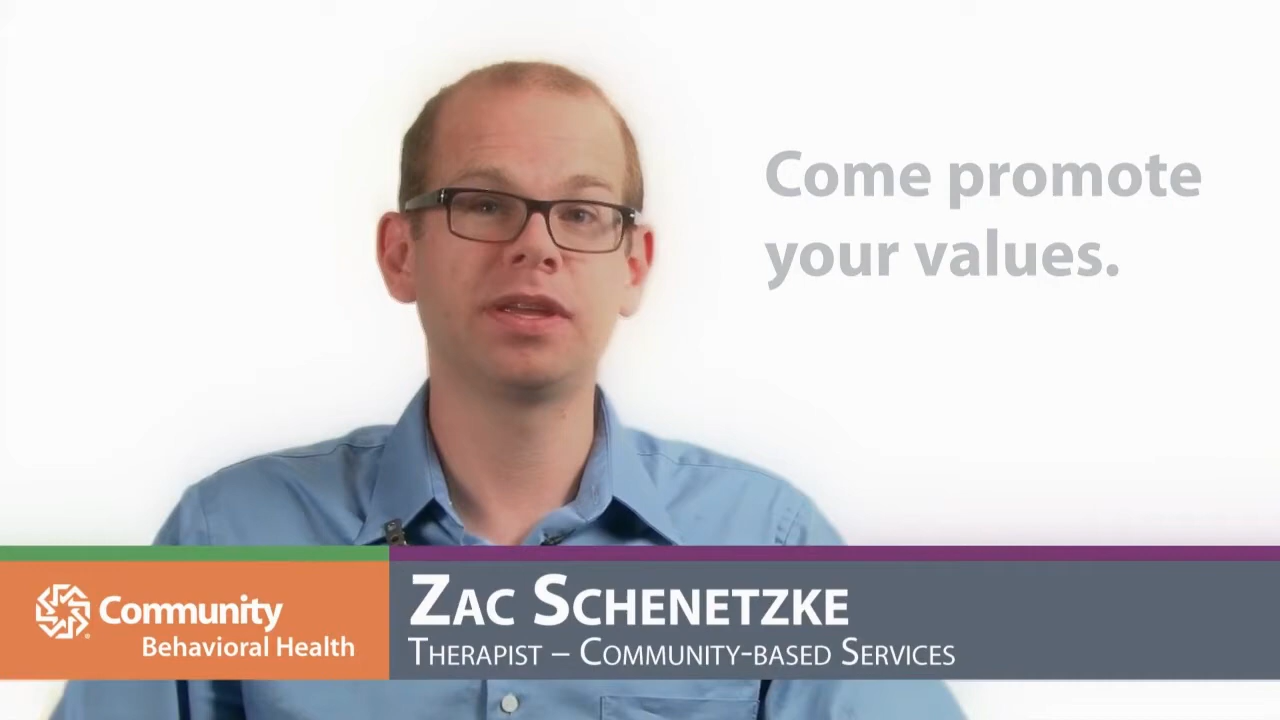 Come promote
your values.
Community
Behavioral Health
Zac Schenetzke
Therapist – Community-based Services